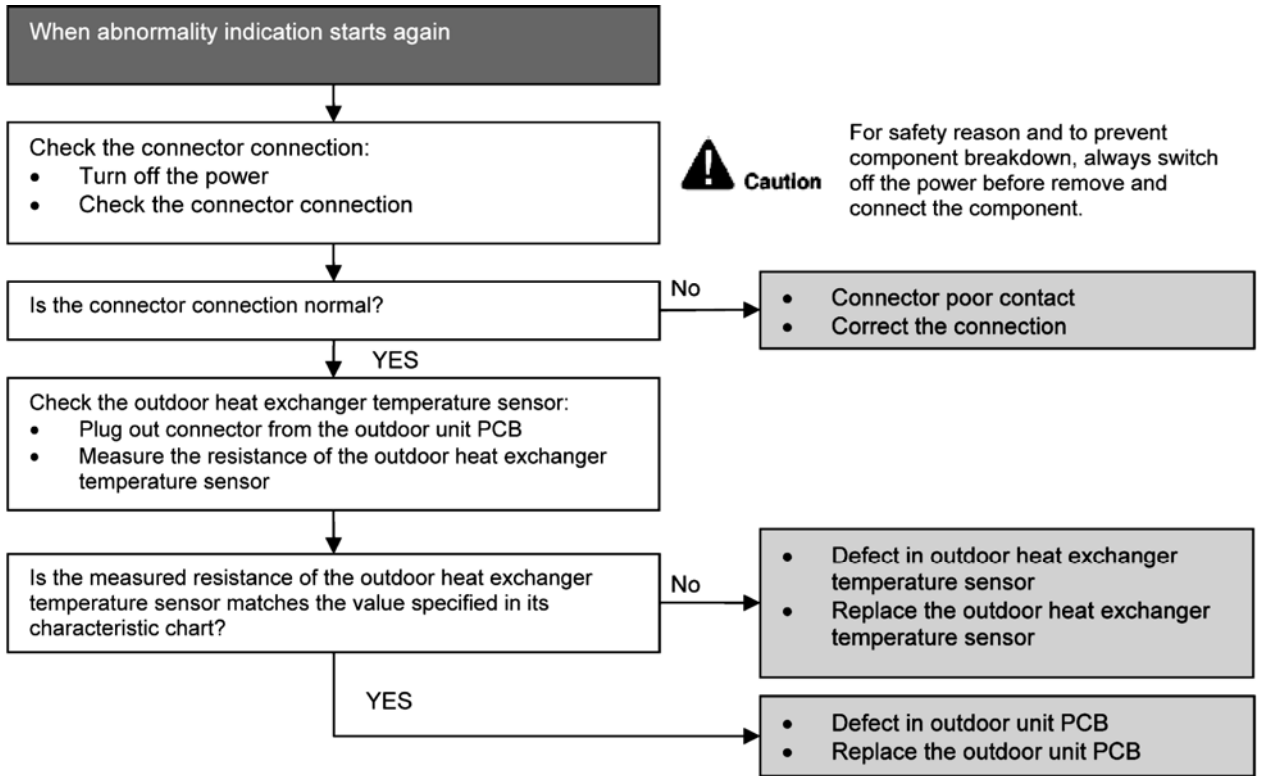 When abnormality indication starts again
Check the connector connection:
• Turn off the power
• Check the connector connection
Caution
For safety reason and to prevent
component breakdown, always switch
off the power before remove and
connect the component.
Is the connector connection normal?
No
• Connector poor contact
• Correct the connection
YES
Check the outdoor heat exchanger temperature sensor:
• Plug out connector from the outdoor unit PCB
• Measure the resistance of the outdoor heat exchanger
temperature sensor
Is the measured resistance of the outdoor heat exchanger
temperature sensor matches the value specified in its
characteristic chart?
No
• Defect in outdoor heat exchanger
temperature sensor
• Replace the outdoor heat exchanger
temperature sensor
YES
• Defect in outdoor unit PCB
• Replace the outdoor unit PCB